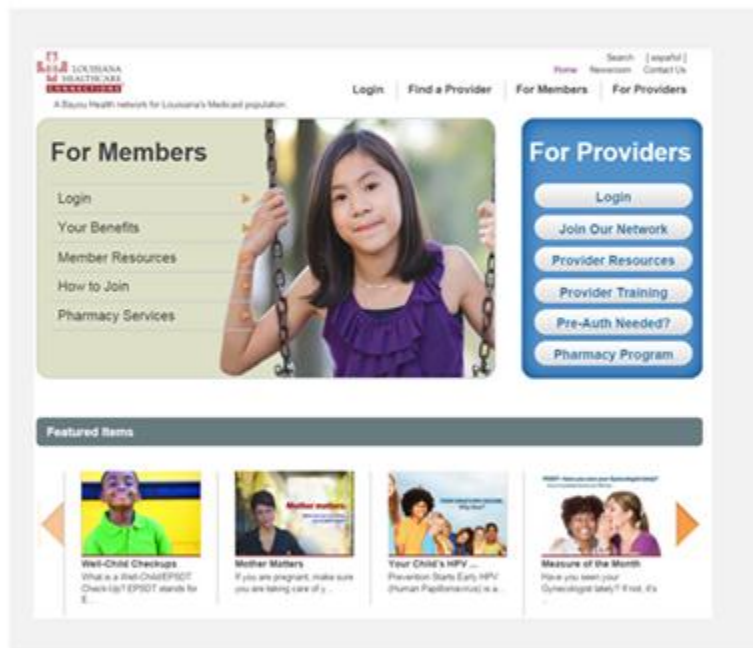 LOUISIANA
HEALTHCARE
CONNECTIONS
A Bayou Health network for Louisiana's Medicaid population.
Search [español]
Home Newsroom Contact Us
Login Find a Provider For Members For Providers
For Members
Login
Your Benefits
Member Resources
How to Join
Pharmacy Services
For Providers
Login
Join Our Network
Provider Resources
Provider Training
Pre-Auth Needed?
Pharmacy Program
Featured Items
Mother matters
Well-Child Checkups
What is a Well-Child/EPSDT
Check-Up? EPSDT stands for
E...
Mother Matters
If you are pregnant, make sure
you are taking care of y...
Your Child's HPV ...
Prevention Starts Early HPV
(Human Papillomavirus) is a...
Measure of the Month
Have you seen your
Gynecologist lately? If not, it's
...